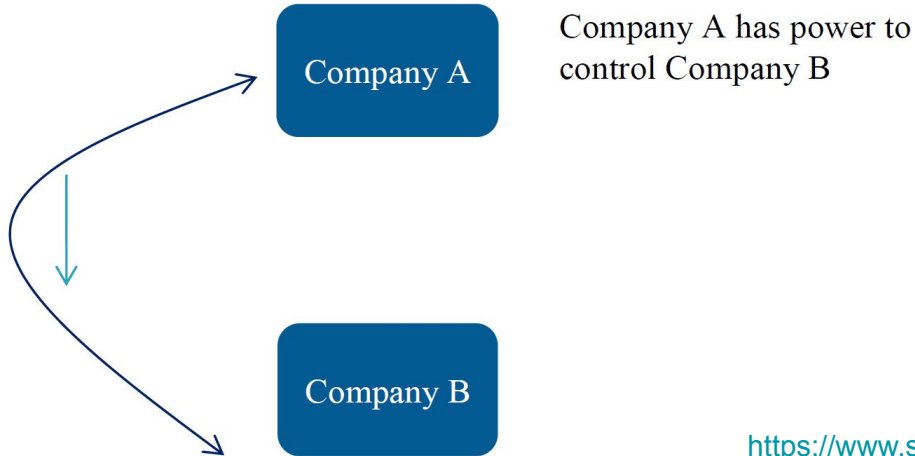 Company A has power to
control Company B
Company A
Company B
https://www.s